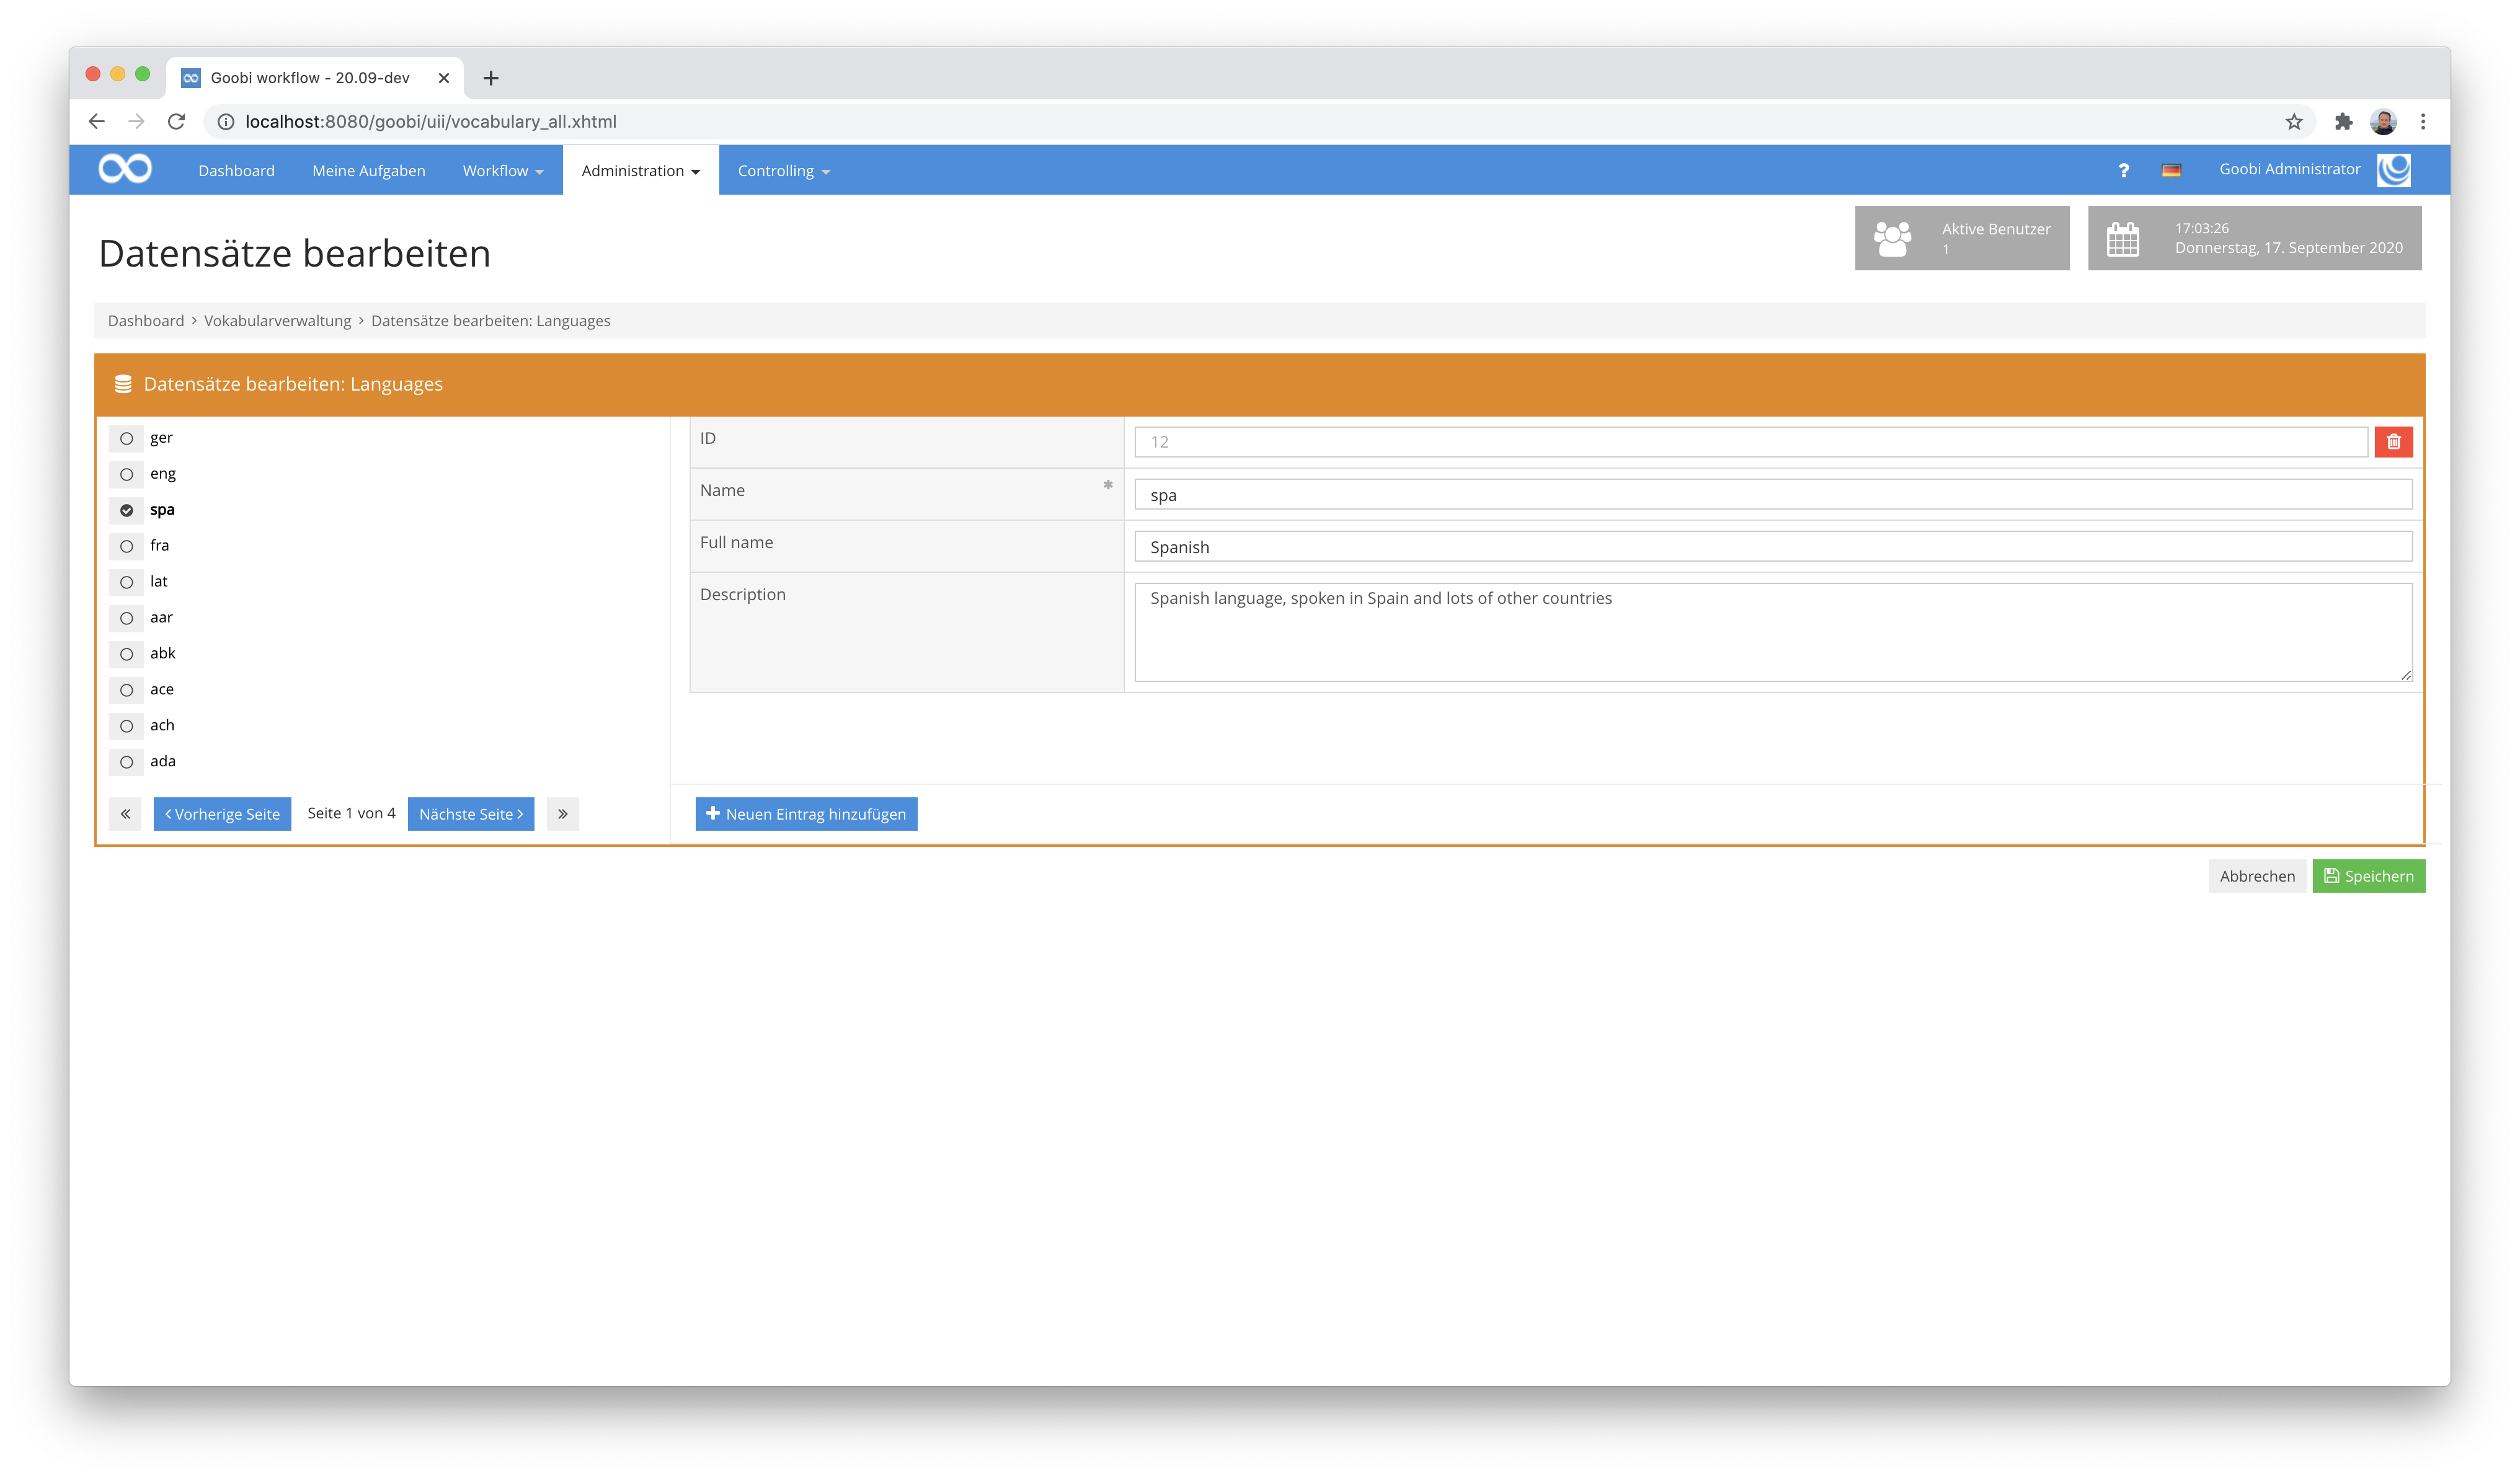 Goobi workflow - 20.09-dev
localhost:8080/goobi/uii/vocabulary_all.xhtml
Dashboard Meine Aufgaben Workflow Administration Controlling ? Goobi Administrator
Datensätze bearbeiten
Aktive Benutzer
1
17:03:26
Donnerstag, 17. September 2020
Dashboard > Vokabularverwaltung > Datensätze bearbeiten: Languages
Datensätze bearbeiten: Languages
ger
eng
spa
fra
lat
aar
abk
ace
ach
ada
« < Vorherige Seite Seite 1 von 4 Nächste Seite > »
ID 12
Name * spa
Full name Spanish
Description Spanish language, spoken in Spain and lots of other countries
+ Neuen Eintrag hinzufügen
Abbrechen Speichern